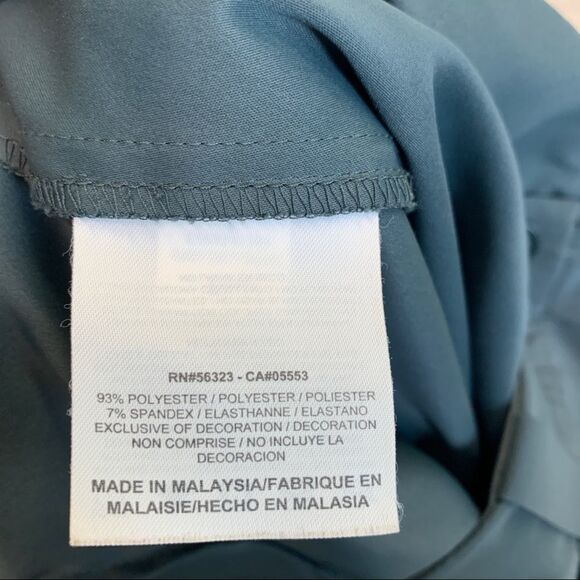 RN#56323 - CA#05553
93% POLYESTER / POLYESTER / POLIESTER
7% SPANDEX / ELASTHANNE / ELASTANO
EXCLUSIVE OF DECORATION / DECORATION
NON COMPRISE / NO INCLUYE LA
DECORACION
MADE IN MALAYSIA/FABRIQUE EN
MALAISIE/HECHO EN MALASIA